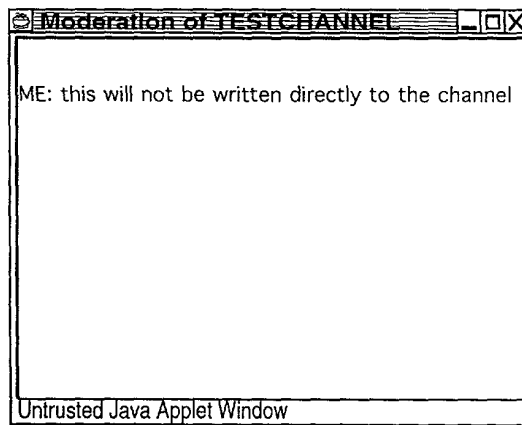 Moderation of TESTCHANNEL
ME: this will not be written directly to the channel
Untrusted Java Applet Window